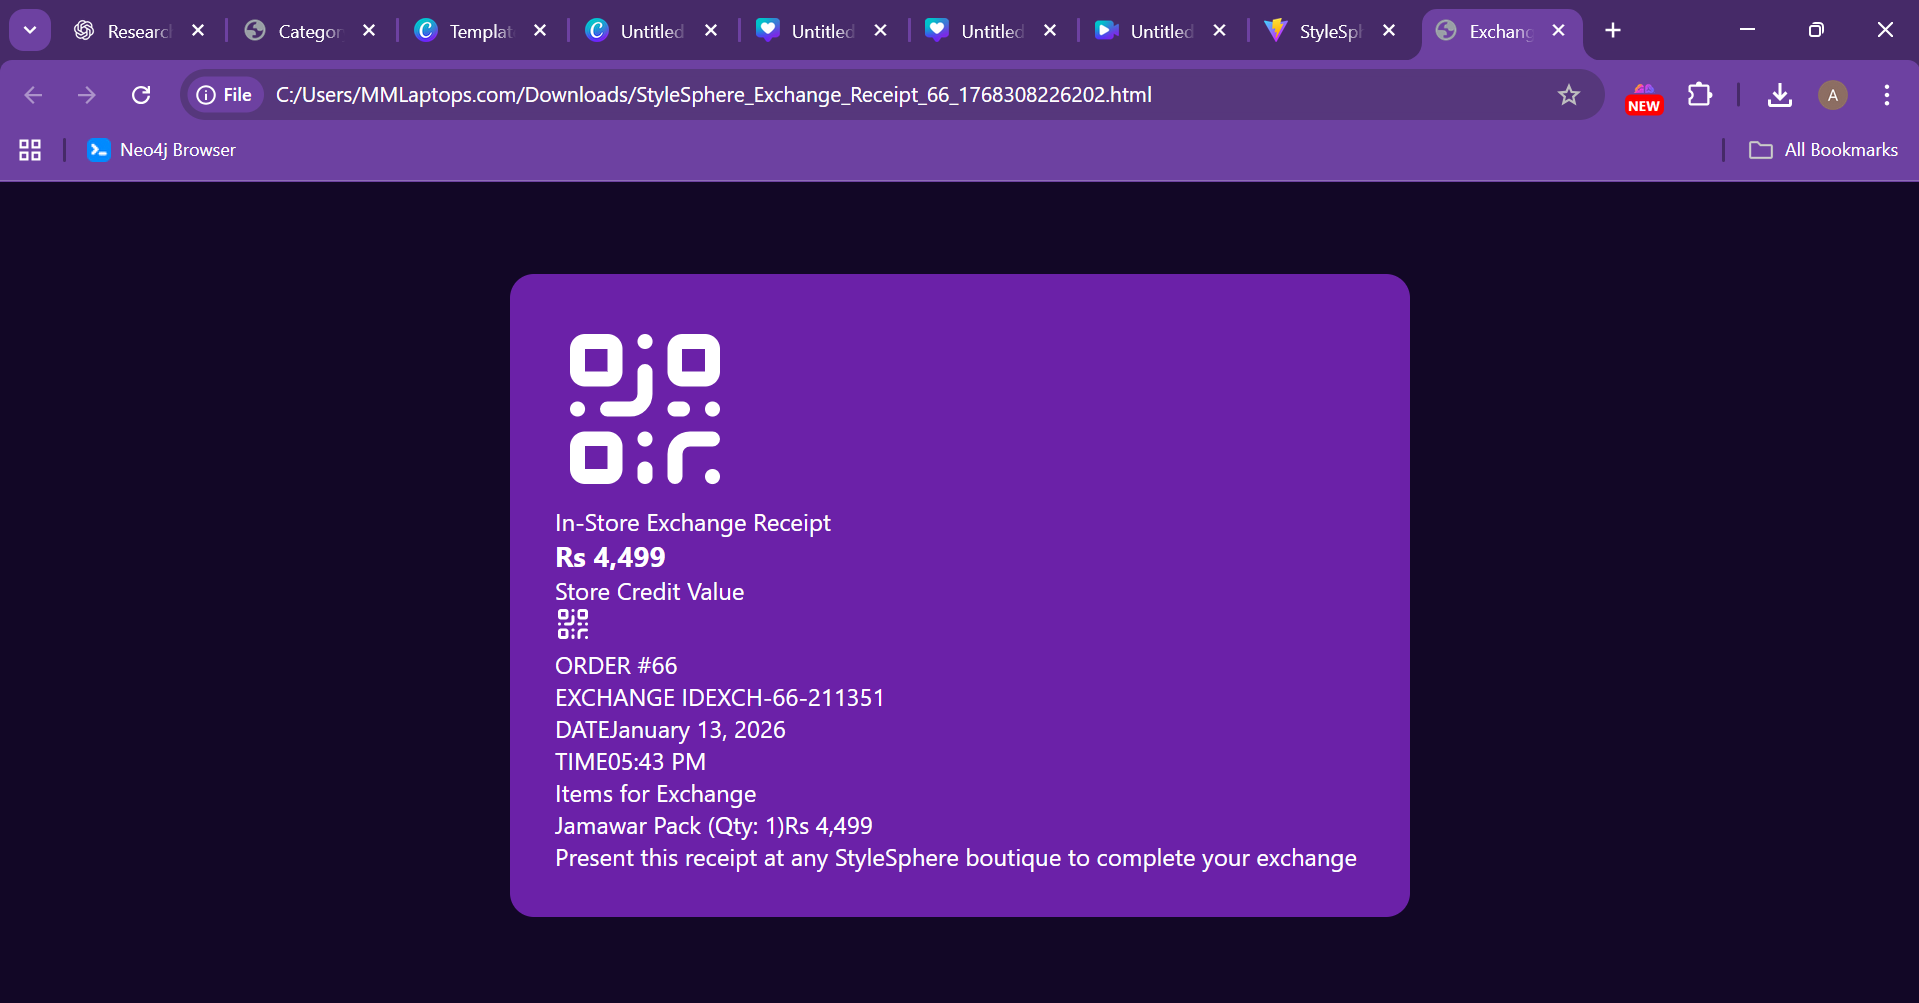 Research
Categor
Templat
Untitled
Untitled
Untitled
Untitled
StyleSph
Exchang
File
C:/Users/MMLaptops.com/Downloads/StyleSphere_Exchange_Receipt_66_1768308226202.html
NEW
A
Neo4j Browser
All Bookmarks
In-Store Exchange Receipt
Rs 4,499
Store Credit Value
ORDER #66
EXCHANGE IDEXCH-66-211351
DATEJanuary 13, 2026
TIME05:43 PM
Items for Exchange
Jamawar Pack (Qty: 1)Rs 4,499
Present this receipt at any StyleSphere boutique to complete your exchange